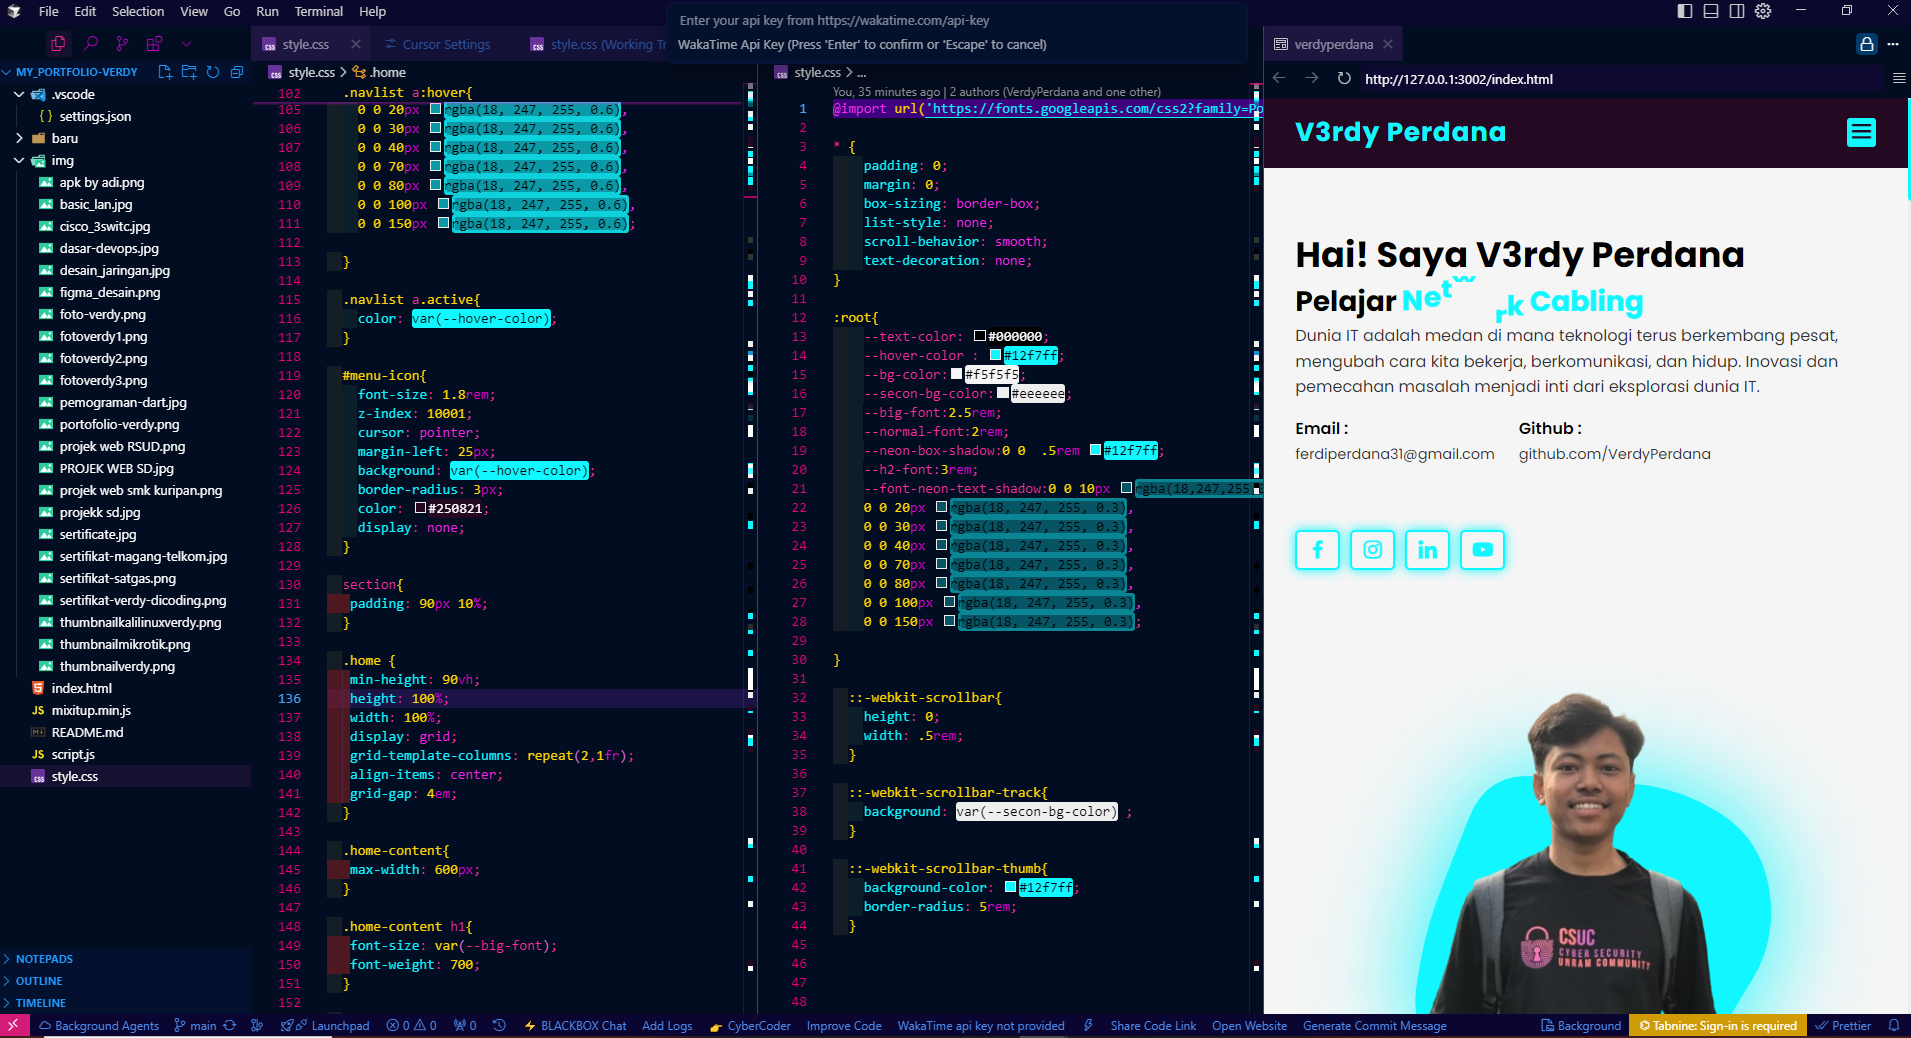 File Edit Selection View Go Run Terminal Help
Enter your api key from https://wakatime.com/api-key
WakaTime Api Key (Press 'Enter' to confirm or 'Escape' to cancel)
style.css
Cursor Settings
style.css (Working Tr
verdyperdana
MY_PORTFOLIO-VERDY
.vscode
settings.json
baru
img
apk by adi.png
basic_lan.jpg
cisco_3switc.jpg
dasar-devops.jpg
desain_jaringan.jpg
figma_desain.png
foto-verdy.png
fotoverdy1.png
fotoverdy2.png
fotoverdy3.png
pemograman-dart.jpg
portofolio-verdy.png
projek web RSUD.png
PROJEK WEB SD.jpg
projek web smk kuripan.png
projekk sd.jpg
sertificate.jpg
sertifikat-magang-telkom.jpg
sertifikat-satgas.png
sertifikat-verdy-dicoding.png
thumbnailkalilinuxverdy.png
thumbnailmikrotik.png
thumbnailverdy.png
index.html
mixitup.min.js
README.md
script.js
style.css
NOTEPADS
OUTLINE
TIMELINE
style.css > .home
102 .navlist a:hover{
105 0 0 20px rgba(18, 247, 255, 0.6),
106 0 0 30px rgba(18, 247, 255, 0.6),
107 0 0 40px rgba(18, 247, 255, 0.6),
108 0 0 70px rgba(18, 247, 255, 0.6),
109 0 0 80px rgba(18, 247, 255, 0.6),
110 0 0 100px rgba(18, 247, 255, 0.6),
111 0 0 150px rgba(18, 247, 255, 0.6);
112
113 }
114
115 .navlist a.active{
116 color: var(--hover-color);
117 }
118
119 #menu-icon{
120 font-size: 1.8rem;
121 z-index: 10001;
122 cursor: pointer;
123 margin-left: 25px;
124 background: var(--hover-color);
125 border-radius: 3px;
126 color: #250821;
127 display: none;
128 }
129
130 section{
131 padding: 90px 10%;
132 }
133
134 .home {
135 min-height: 90vh;
136 height: 100%;
137 width: 100%;
138 display: grid;
139 grid-template-columns: repeat(2,1fr);
140 align-items: center;
141 grid-gap: 4em;
142 }
143
144 .home-content{
145 max-width: 600px;
146 }
147
148 .home-content h1{
149 font-size: var(--big-font);
150 font-weight: 700;
151 }
152
style.css > ...
You, 35 minutes ago | 2 authors (VerdyPerdana and one other)
1 @import url('https://fonts.googleapis.com/css2?family=Po
2
3 * {
4 padding: 0;
5 margin: 0;
6 box-sizing: border-box;
7 list-style: none;
8 scroll-behavior: smooth;
9 text-decoration: none;
10 }
11
12 :root{
13 --text-color: #000000;
14 --hover-color : #12f7ff;
15 --bg-color: #f5f5f5;
16 --secon-bg-color: #eeeeee;
17 --big-font:2.5rem;
18 --normal-font:2rem;
19 --neon-box-shadow:0 0 .5rem #12f7ff;
20 --h2-font:3rem;
21 --font-neon-text-shadow:0 0 10px rgba(18,247,255,0.3
22 0 0 20px rgba(18, 247, 255, 0.3),
23 0 0 30px rgba(18, 247, 255, 0.3),
24 0 0 40px rgba(18, 247, 255, 0.3),
25 0 0 70px rgba(18, 247, 255, 0.3),
26 0 0 80px rgba(18, 247, 255, 0.3),
27 0 0 100px rgba(18, 247, 255, 0.3),
28 0 0 150px rgba(18, 247, 255, 0.3);
29
30 }
31
32 ::-webkit-scrollbar{
33 height: 0;
34 width: .5rem;
35 }
36
37 ::-webkit-scrollbar-track{
38 background: var(--secon-bg-color) ;
39 }
40
41 ::-webkit-scrollbar-thumb{
42 background-color: #12f7ff;
43 border-radius: 5rem;
44 }
45
46
47
48
http://127.0.0.1:3002/index.html
V3rdy Perdana
Hai! Saya V3rdy Perdana
Pelajar Netw rk Cabling
Dunia IT adalah medan di mana teknologi terus berkembang pesat,
mengubah cara kita bekerja, berkomunikasi, dan hidup. Inovasi dan
pemecahan masalah menjadi inti dari eksplorasi dunia IT.
Email : Github :
ferdiperdana31@gmail.com github.com/VerdyPerdana
CSUC
CYBER SECURITY
UNRAM COMMUNITY
Background Agents main Launchpad 0 0 0 BLACKBOX Chat Add Logs CyberCoder Improve Code WakaTime api key not provided Share Code Link Open Website Generate Commit Message Background Tabnine: Sign-in is required Prettier